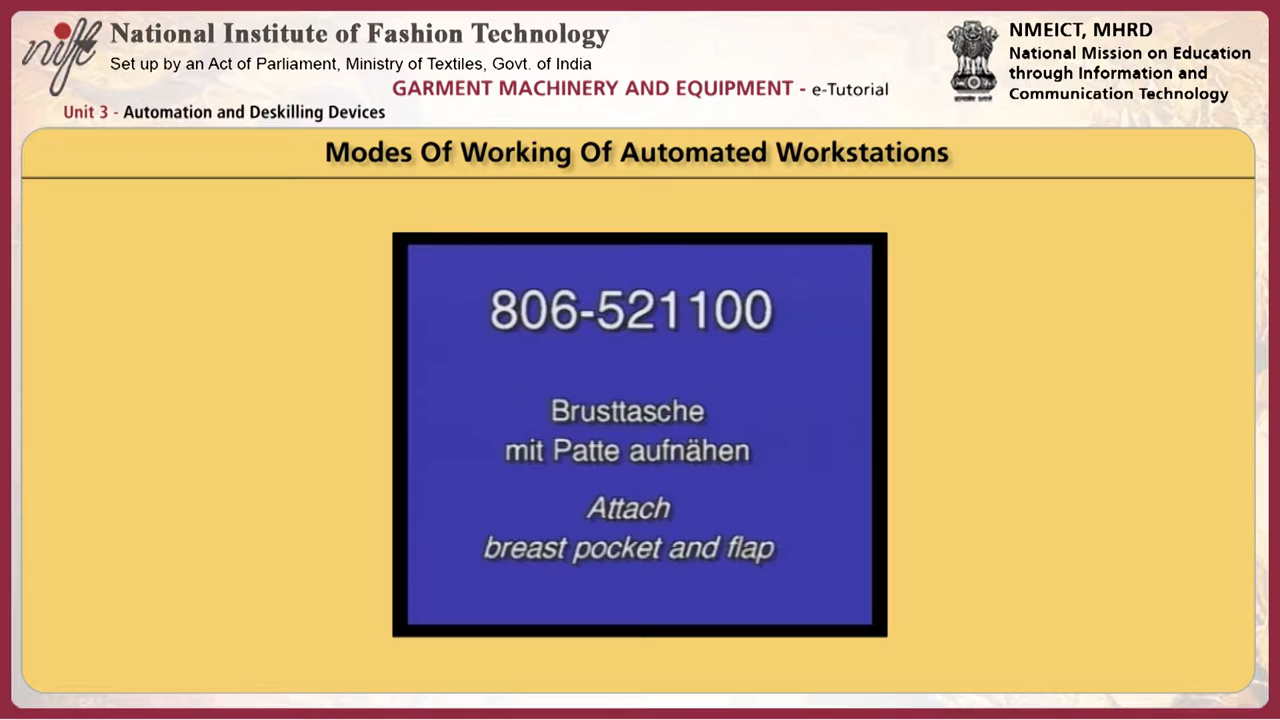 nift
National Institute of Fashion Technology
Set up by an Act of Parliament, Ministry of Textiles, Govt. of India
GARMENT MACHINERY AND EQUIPMENT - e-Tutorial
Unit 3 - Automation and Deskilling Devices
NMEICT, MHRD
National Mission on Education
through Information and
Communication Technology
Modes Of Working Of Automated Workstations
806-521100
Brusttasche
mit Patte aufnähen
Attach
breast pocket and flap